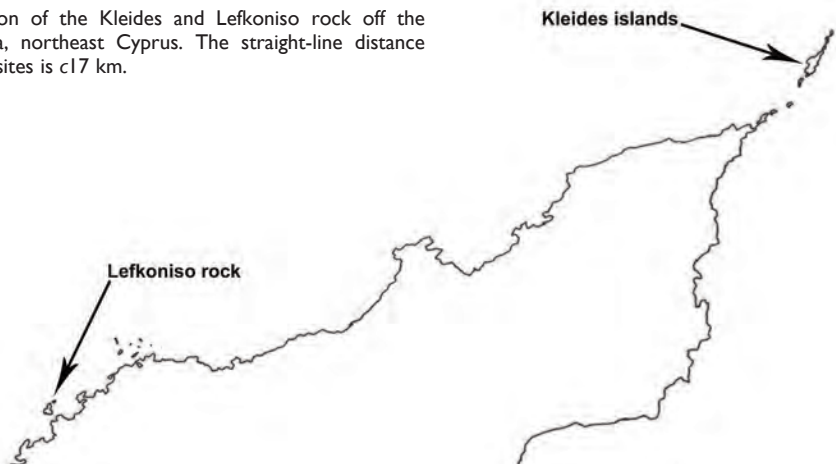 on of the Kleides and Lefkoniso rock off the
, northeast Cyprus. The straight-line distance
sites is c17 km.
Kleides islands
Lefkoniso rock